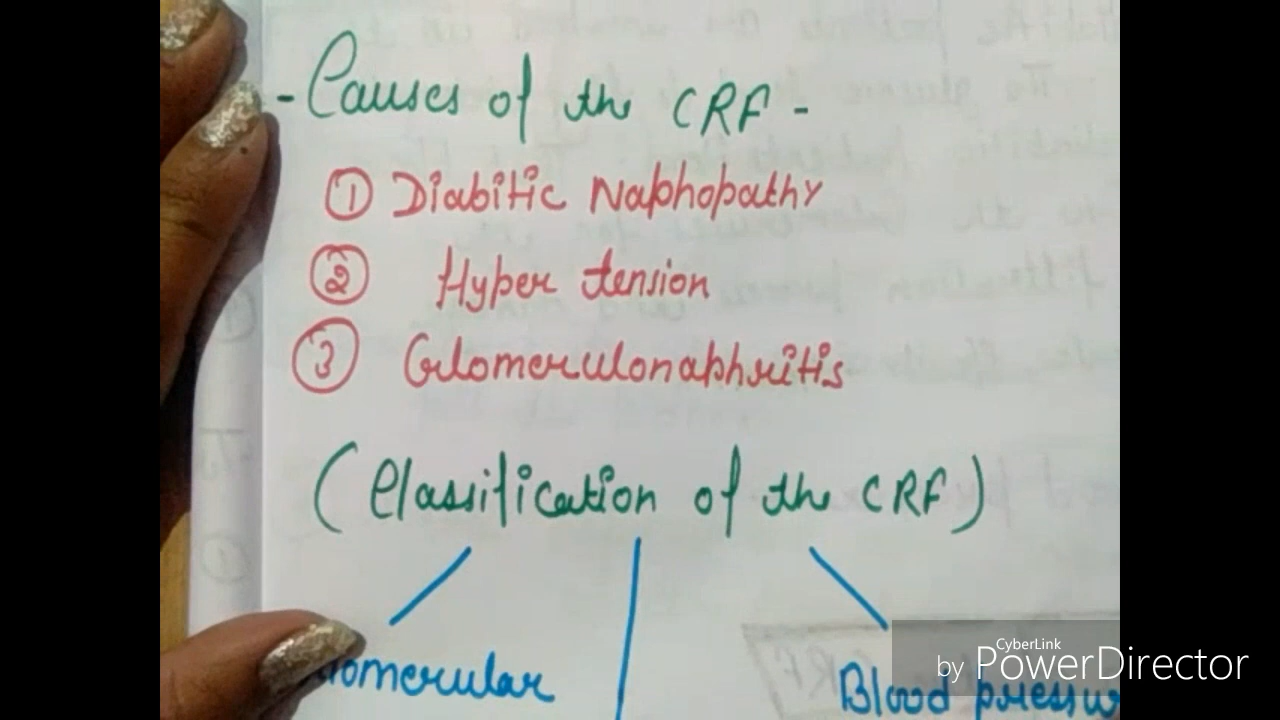 - Causes of the CRF -
① Diabitic Naphopathy
② Hyper tension
③ Glomerulonaphritis
(Classification of the CRF)
lomerular
Blood pressu
CyberLink
by PowerDirector